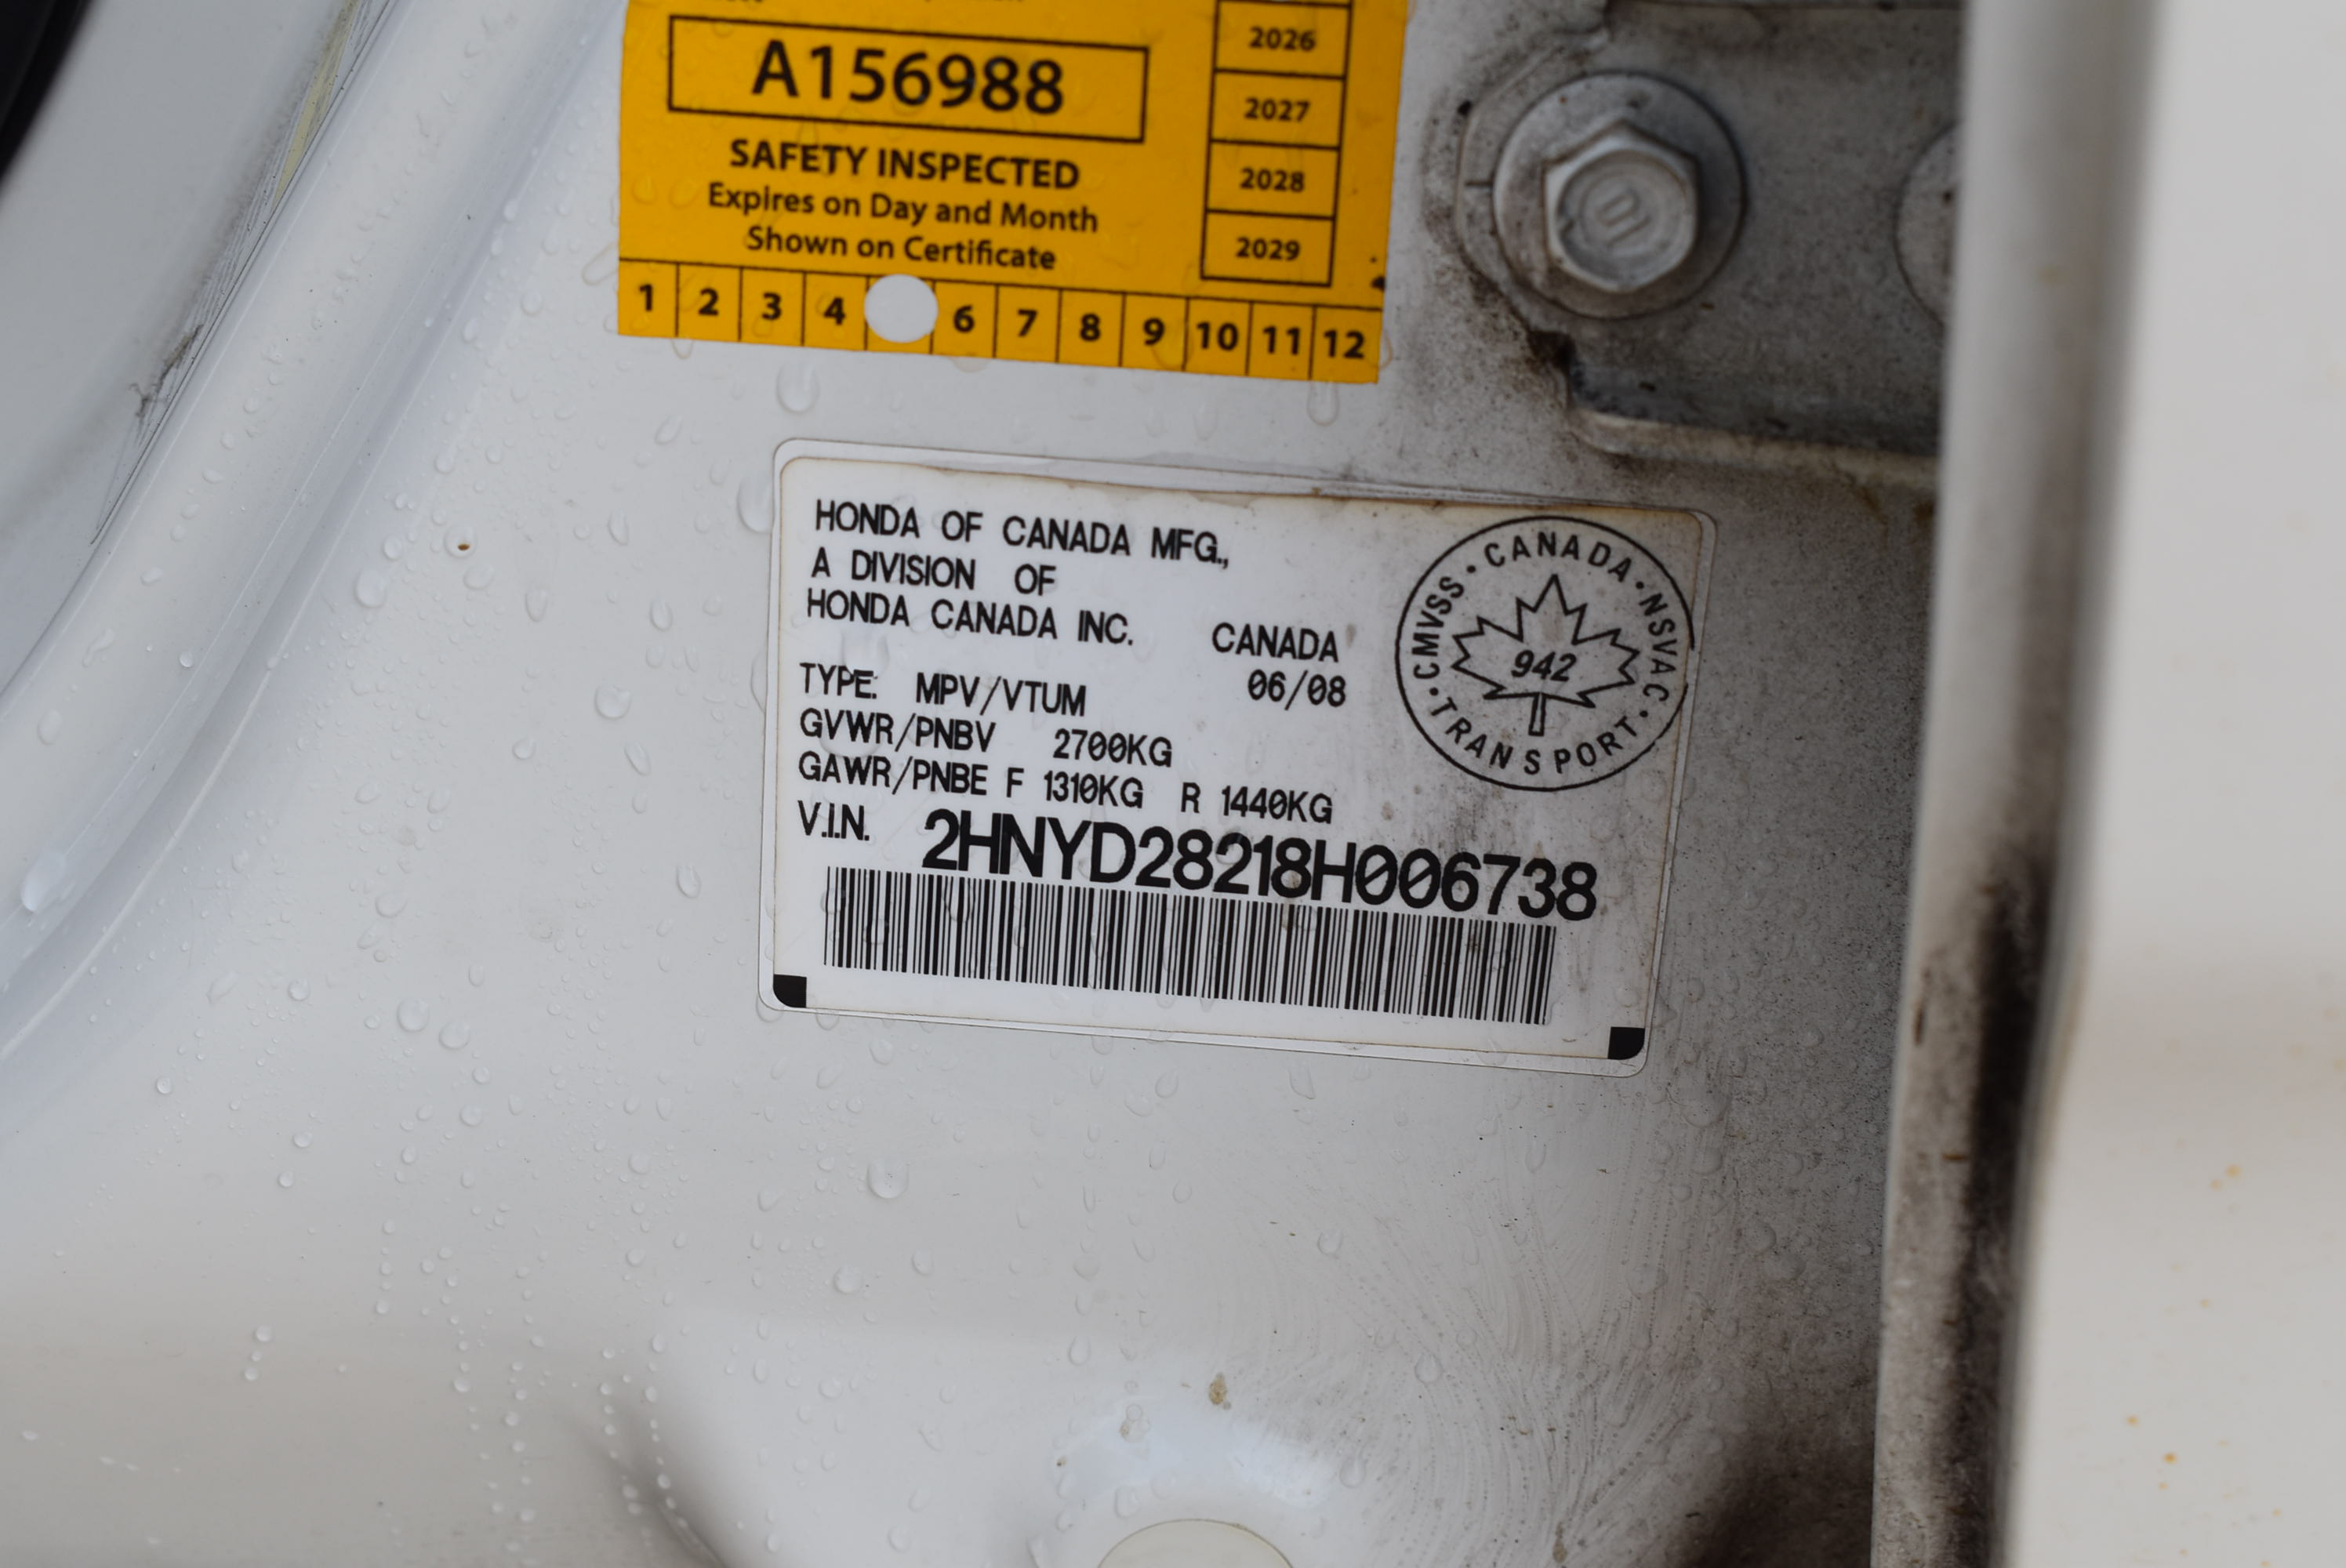 A156988
SAFETY INSPECTED
Expires on Day and Month
Shown on Certificate
2026
2027
2028
2029
1 2 3 4 6 7 8 9 10 11 12
HONDA OF CANADA MFG.,
A DIVISION OF
HONDA CANADA INC. CANADA
TYPE: MPV/VTUM 06/08
GVWR/PNBV 2700KG
GAWR/PNBE F 1310KG R 1440KG
V.I.N. 2HNYD28218H006738
CANADA • NSVAC • TRANSPORT • CMVSS •
942